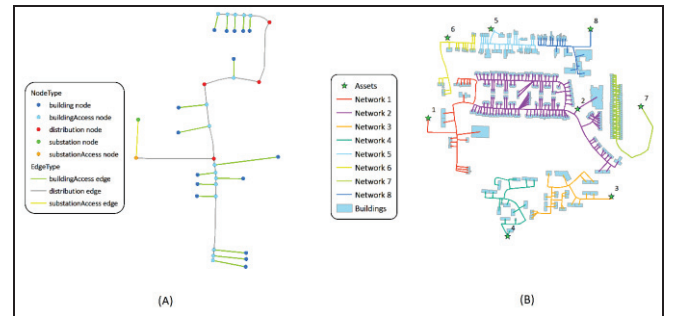 NodeType
building node
buildingAccess node
distribution node
substation node
substationAccess node
EdgeType
buildingAccess edge
distribution edge
substationAccess edge
(A)
Assets
Network 1
Network 2
Network 3
Network 4
Network 5
Network 6
Network 7
Network 8
Buildings
6
5
8
1
2
7
3
4
(B)